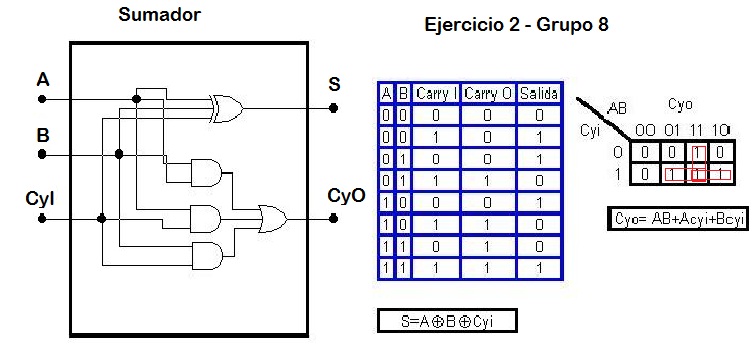 Sumador
Ejercicio 2 - Grupo 8
A
B
CyI
S
CyO
A B Carry I Carry O Salida
0 0 0 0 0
0 0 1 0 1
0 1 0 0 1
0 1 1 1 0
1 0 0 0 1
1 0 1 1 0
1 1 0 1 0
1 1 1 1 1
S=A⊕B⊕Cyi
Cyo
AB
Cyi
00 01 11 10
0 0 0 1 0
1 0 1 1 1
Cyo= AB+Acyi+Bcyi